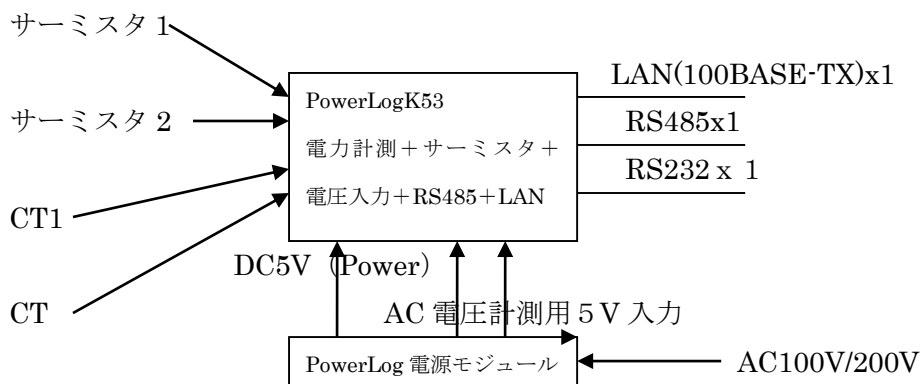 サーミスタ1
サーミスタ2
CT1
CT
PowerLogK53
電力計測＋サーミスタ＋
電圧入力＋RS485＋LAN
LAN(100BASE-TX)x1
RS485x1
RS232 x 1
DC5V (Power)
AC 電圧計測用５V 入力
PowerLog 電源モジュール
AC100V/200V